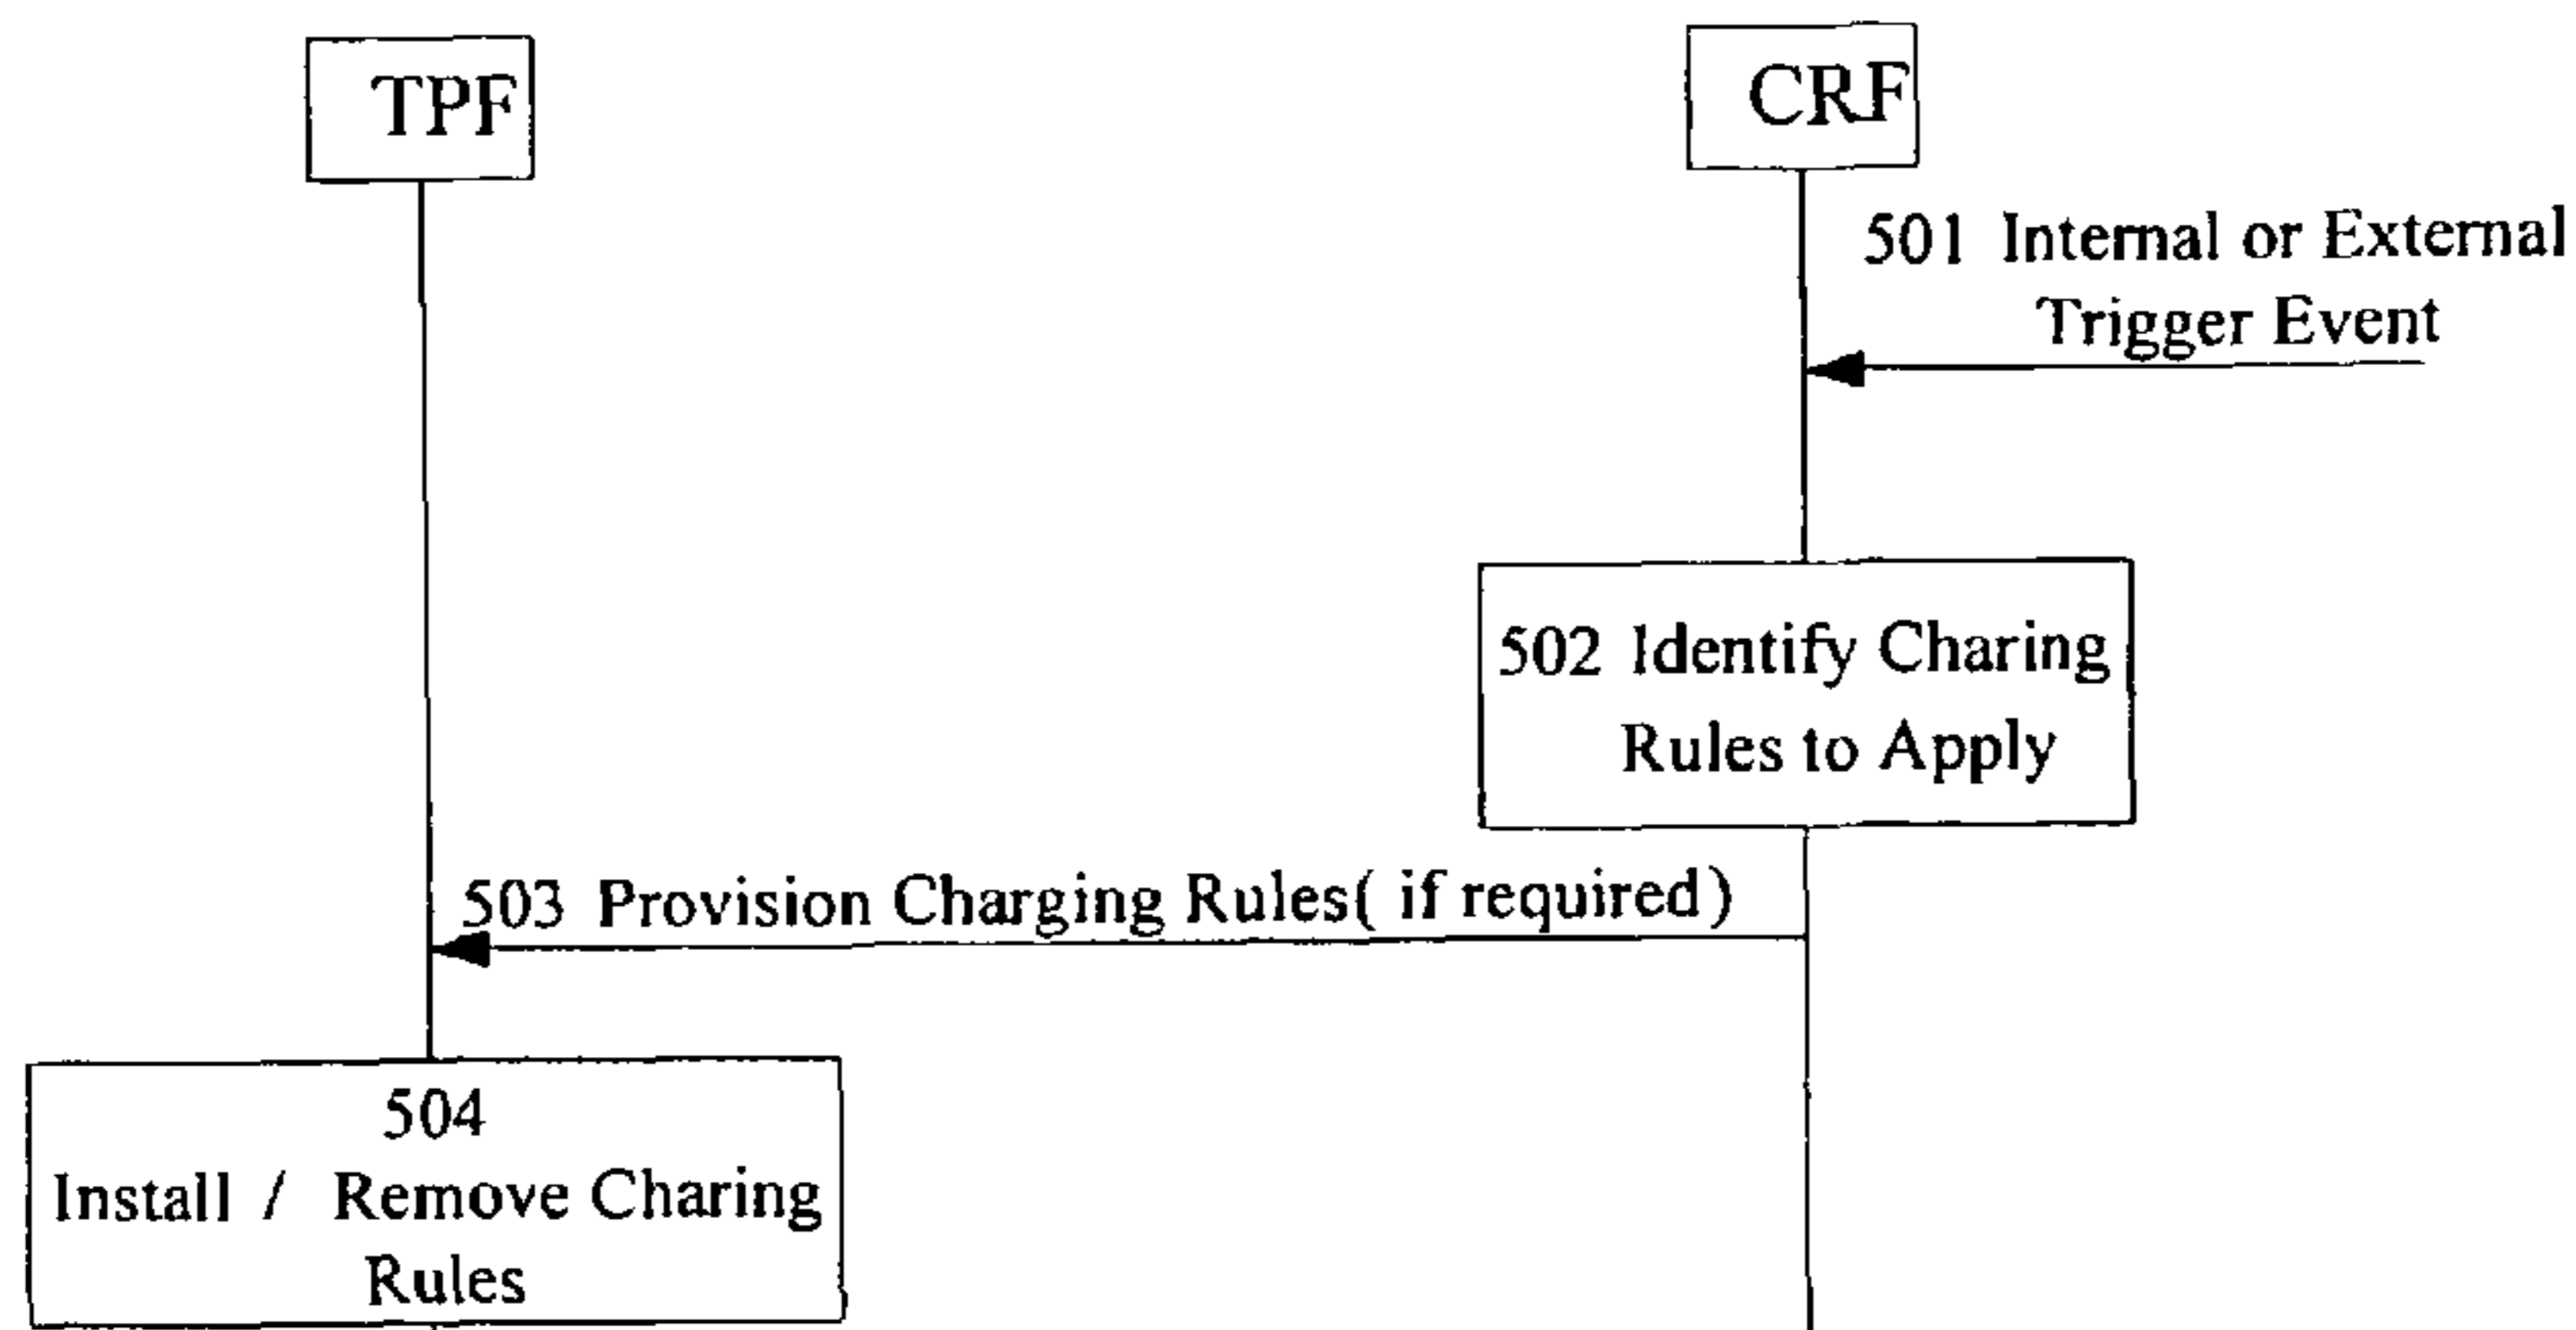 TPF
CRF
501 Internal or External
Trigger Event
502 Identify Charing
Rules to Apply
503 Provision Charging Rules( if required)
504
Install / Remove Charing
Rules